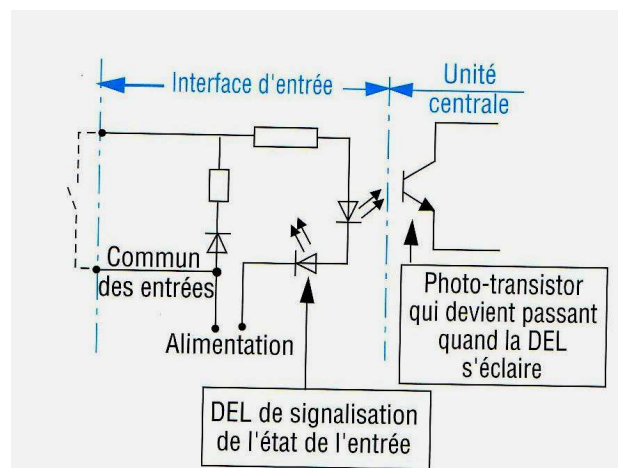 Interface d'entrée
Unité
centrale
Commun
des entrées
Alimentation
Photo-transistor
qui devient passant
quand la DEL
s'éclaire
DEL de signalisation
de l'état de l'entrée